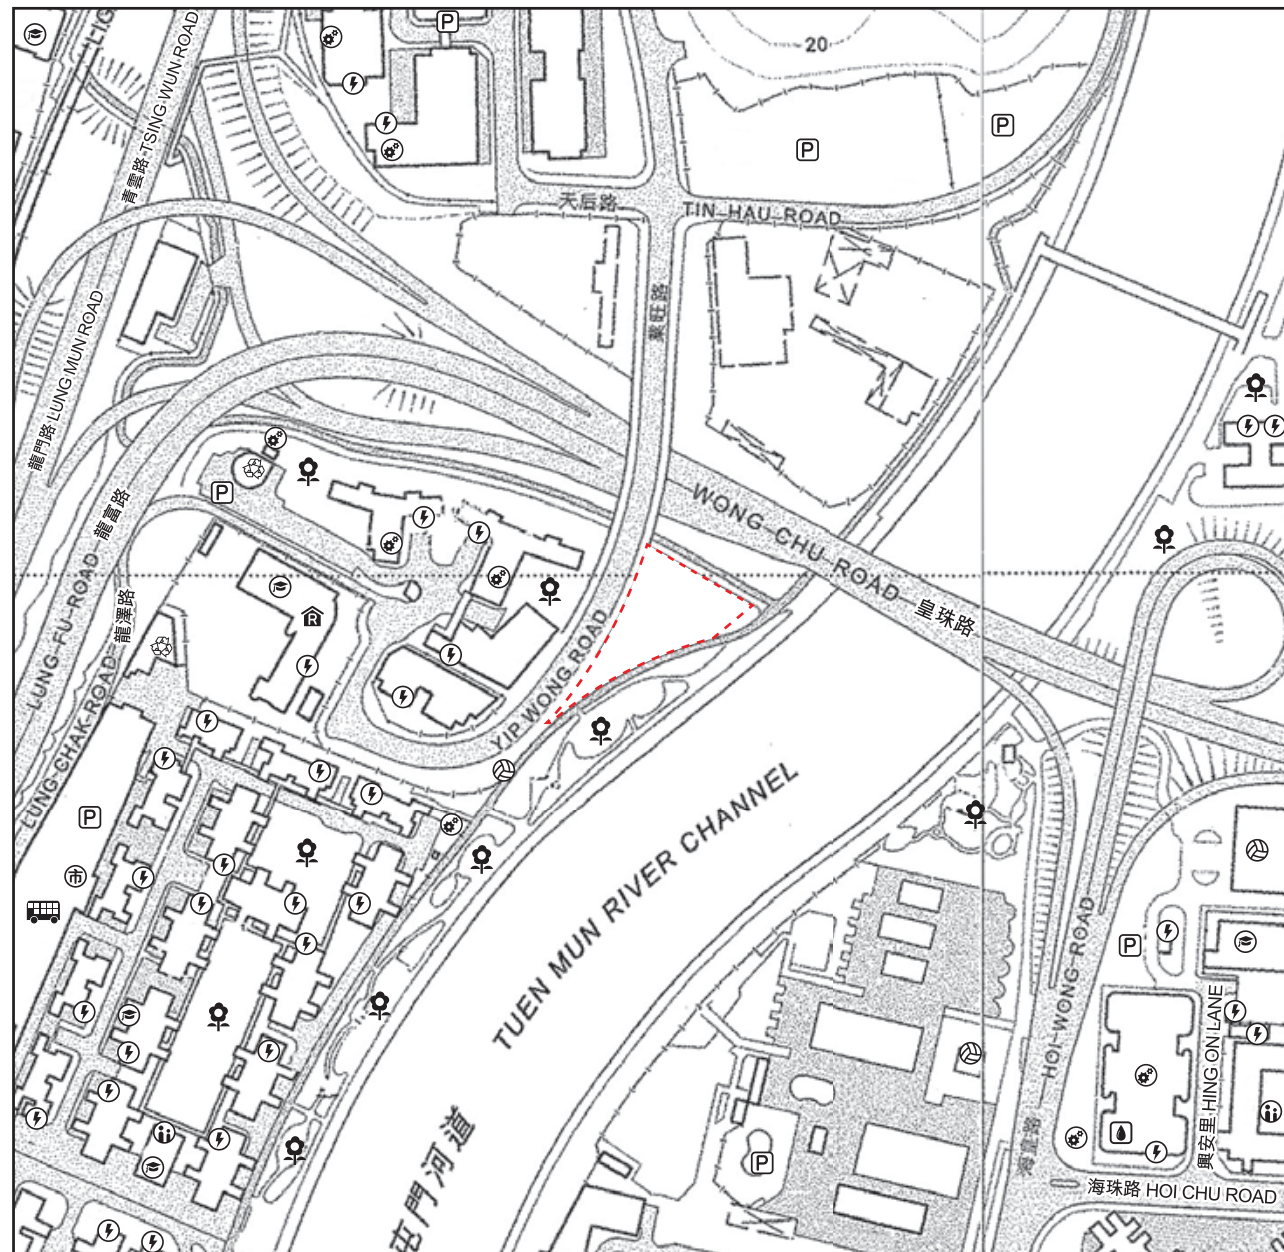 P
20
P
P
青雲路 TSING WUN ROAD
天后路
TIN HAU ROAD
業旺路
龍門路 LUNG MUN ROAD
P
WONG CHU ROAD 皇珠路
LUNG FU ROAD 龍富路
R
LUNG CHAK ROAD 龍澤路
YIP WONG ROAD
P
市
TUEN MUN RIVER CHANNEL
屯門河道
HOI WONG ROAD
P
興安里 HING ON LANE
P
海珠路 HOI CHU ROAD